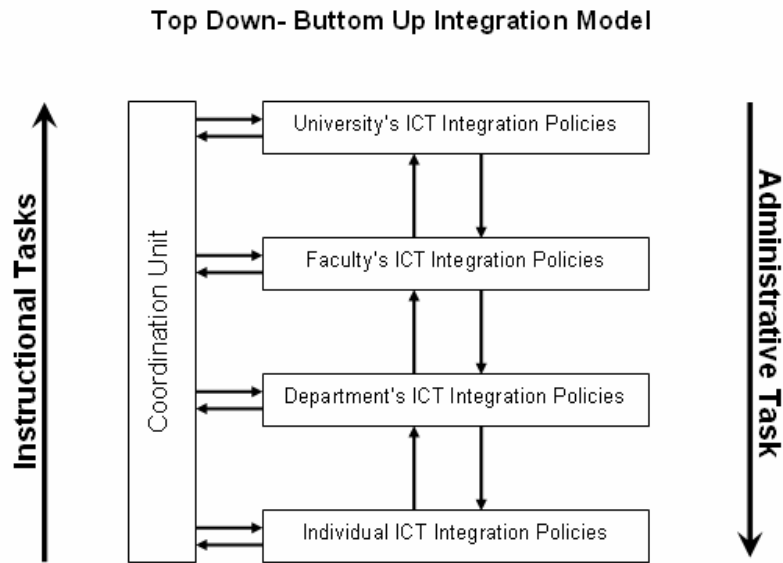 Top Down- Buttom Up Integration Model
Instructional Tasks
Coordination Unit
University's ICT Integration Policies
Faculty's ICT Integration Policies
Department's ICT Integration Policies
Individual ICT Integration Policies
Administrative Task